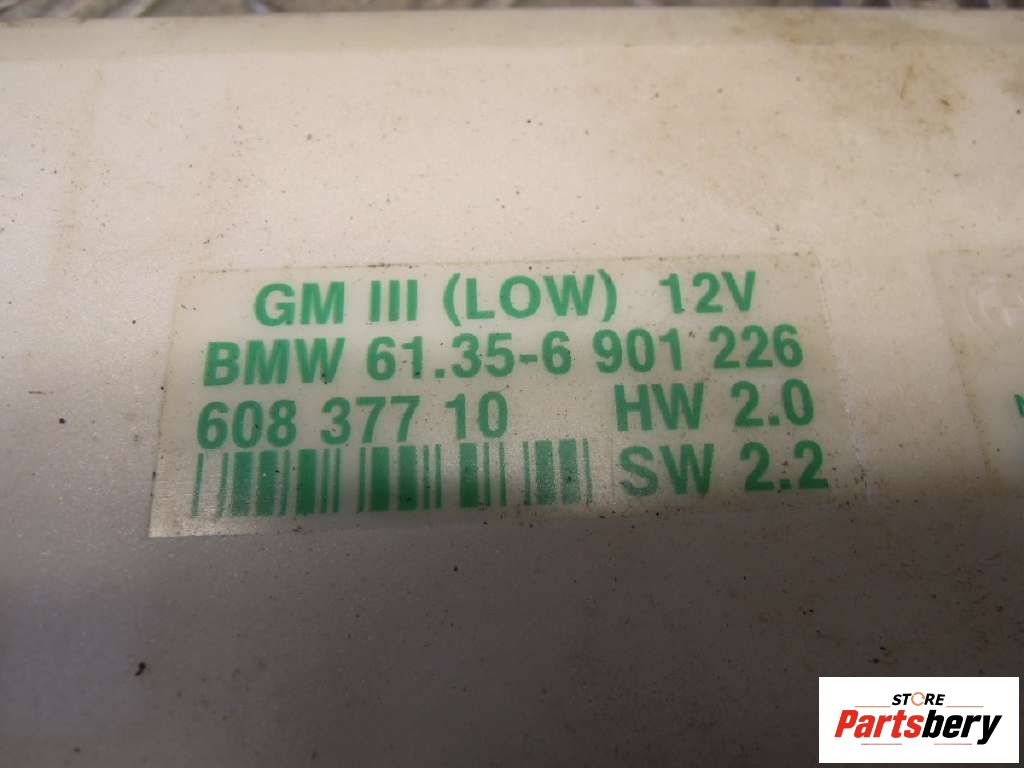 GM III (LOW) 12V
BMW 61.35-6 901 226
608 377 10 HW 2.0
SW 2.2
STORE
Partsbery